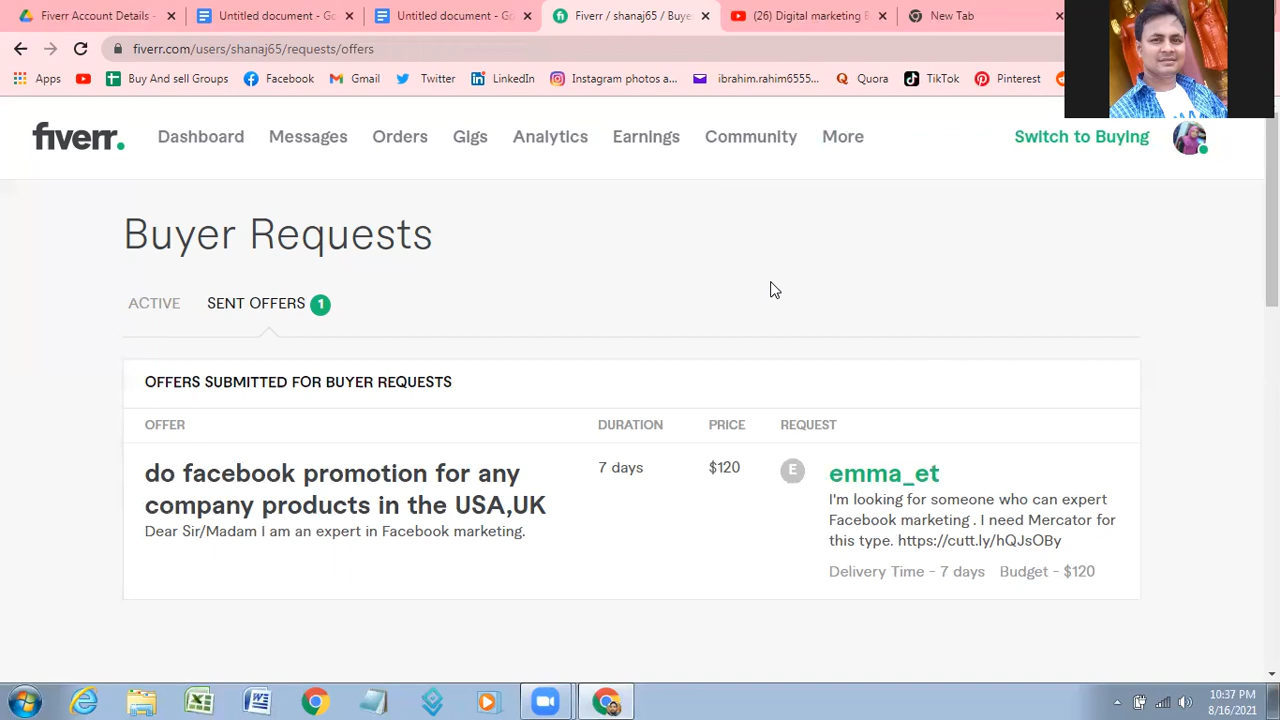 Fiverr Account Details -
Untitled document - Go
Untitled document - Go
Fiverr / shanaj65 / Buye
(26) Digital marketing E
New Tab
fiverr.com/users/shanaj65/requests/offers
Apps
Buy And sell Groups
Facebook
Gmail
Twitter
LinkedIn
Instagram photos a...
ibrahim.rahim6555...
Quora
TikTok
Pinterest
fiverr.
Dashboard
Messages
Orders
Gigs
Analytics
Earnings
Community
More
Switch to Buying
Buyer Requests
ACTIVE
SENT OFFERS 1
OFFERS SUBMITTED FOR BUYER REQUESTS
OFFER DURATION PRICE REQUEST
do facebook promotion for any
company products in the USA,UK
Dear Sir/Madam I am an expert in Facebook marketing.
7 days
$120
E
emma_et
I'm looking for someone who can expert
Facebook marketing . I need Mercator for
this type. https://cutt.ly/hQJsOBy
Delivery Time - 7 days Budget - $120
10:37 PM
8/16/2021